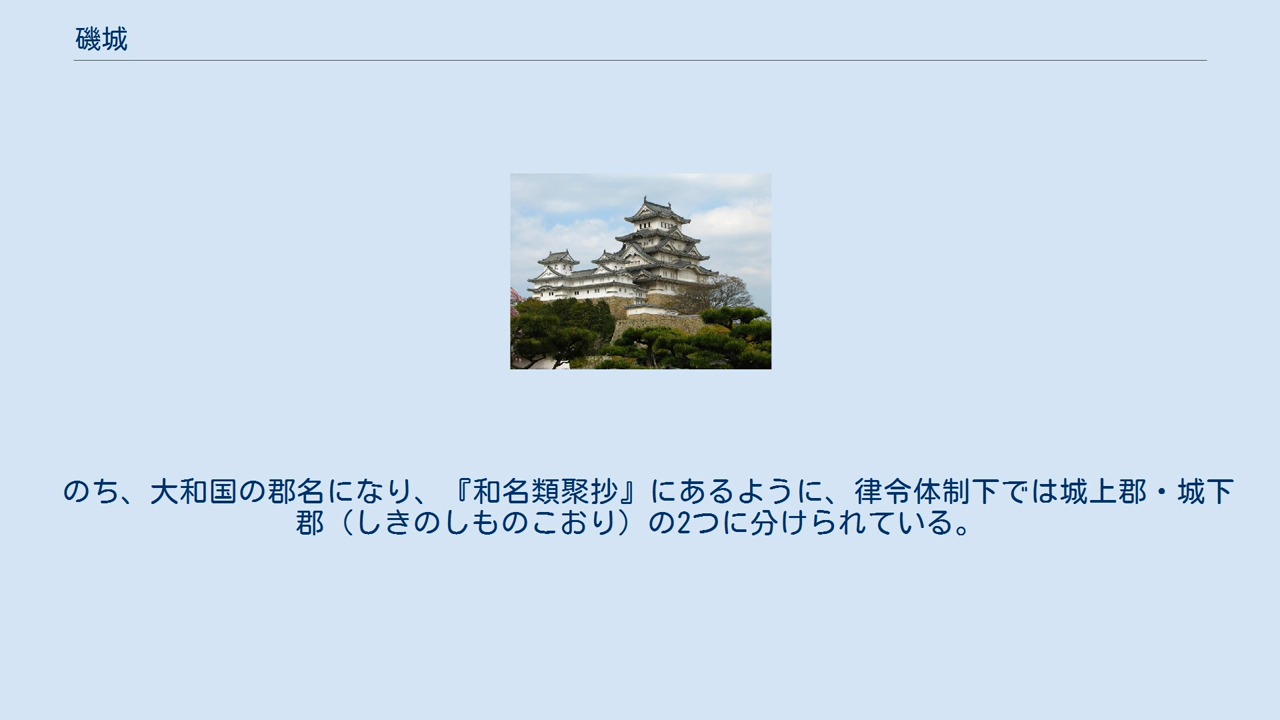 磯城
のち、大和国の郡名になり、『和名類聚抄』にあるように、律令体制下では城上郡・城下
郡（しきのしものこおり）の2つに分けられている。